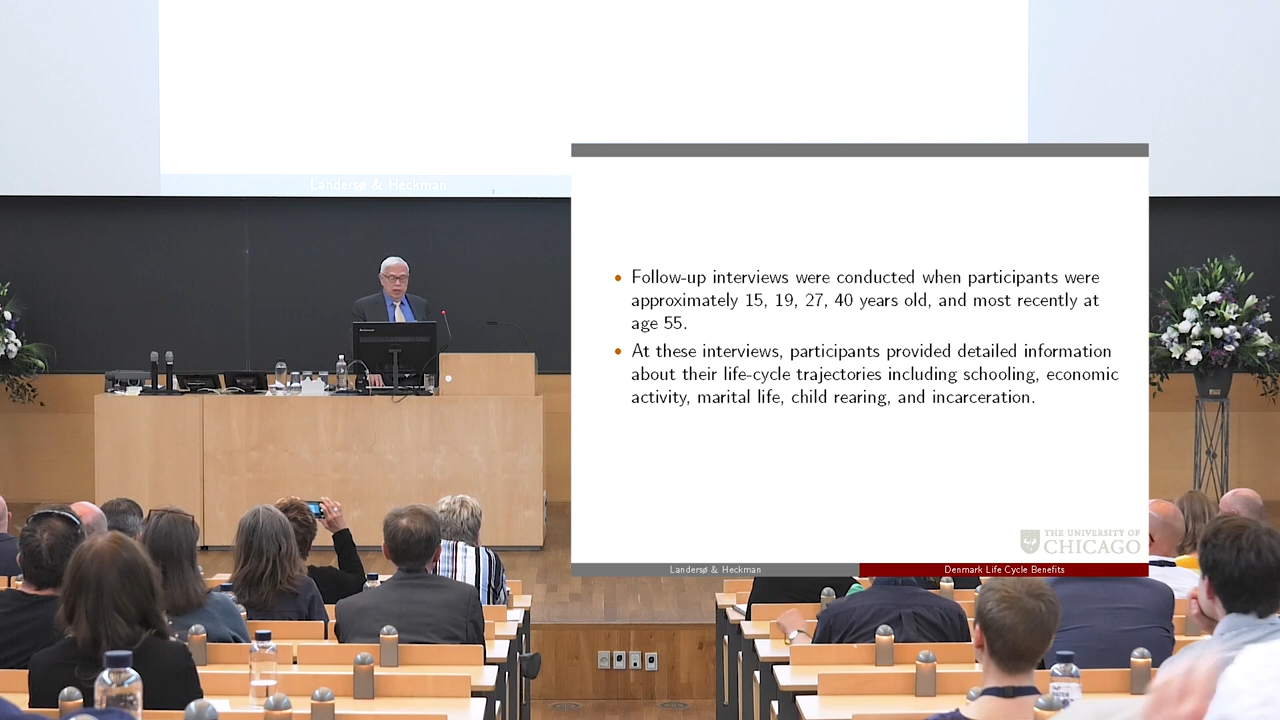 Landersø & Heckman
Follow-up interviews were conducted when participants were
approximately 15, 19, 27, 40 years old, and most recently at
age 55.
At these interviews, participants provided detailed information
about their life-cycle trajectories including schooling, economic
activity, marital life, child rearing, and incarceration.
THE UNIVERSITY OF
CHICAGO
Landersø & Heckman
Denmark Life Cycle Benefits